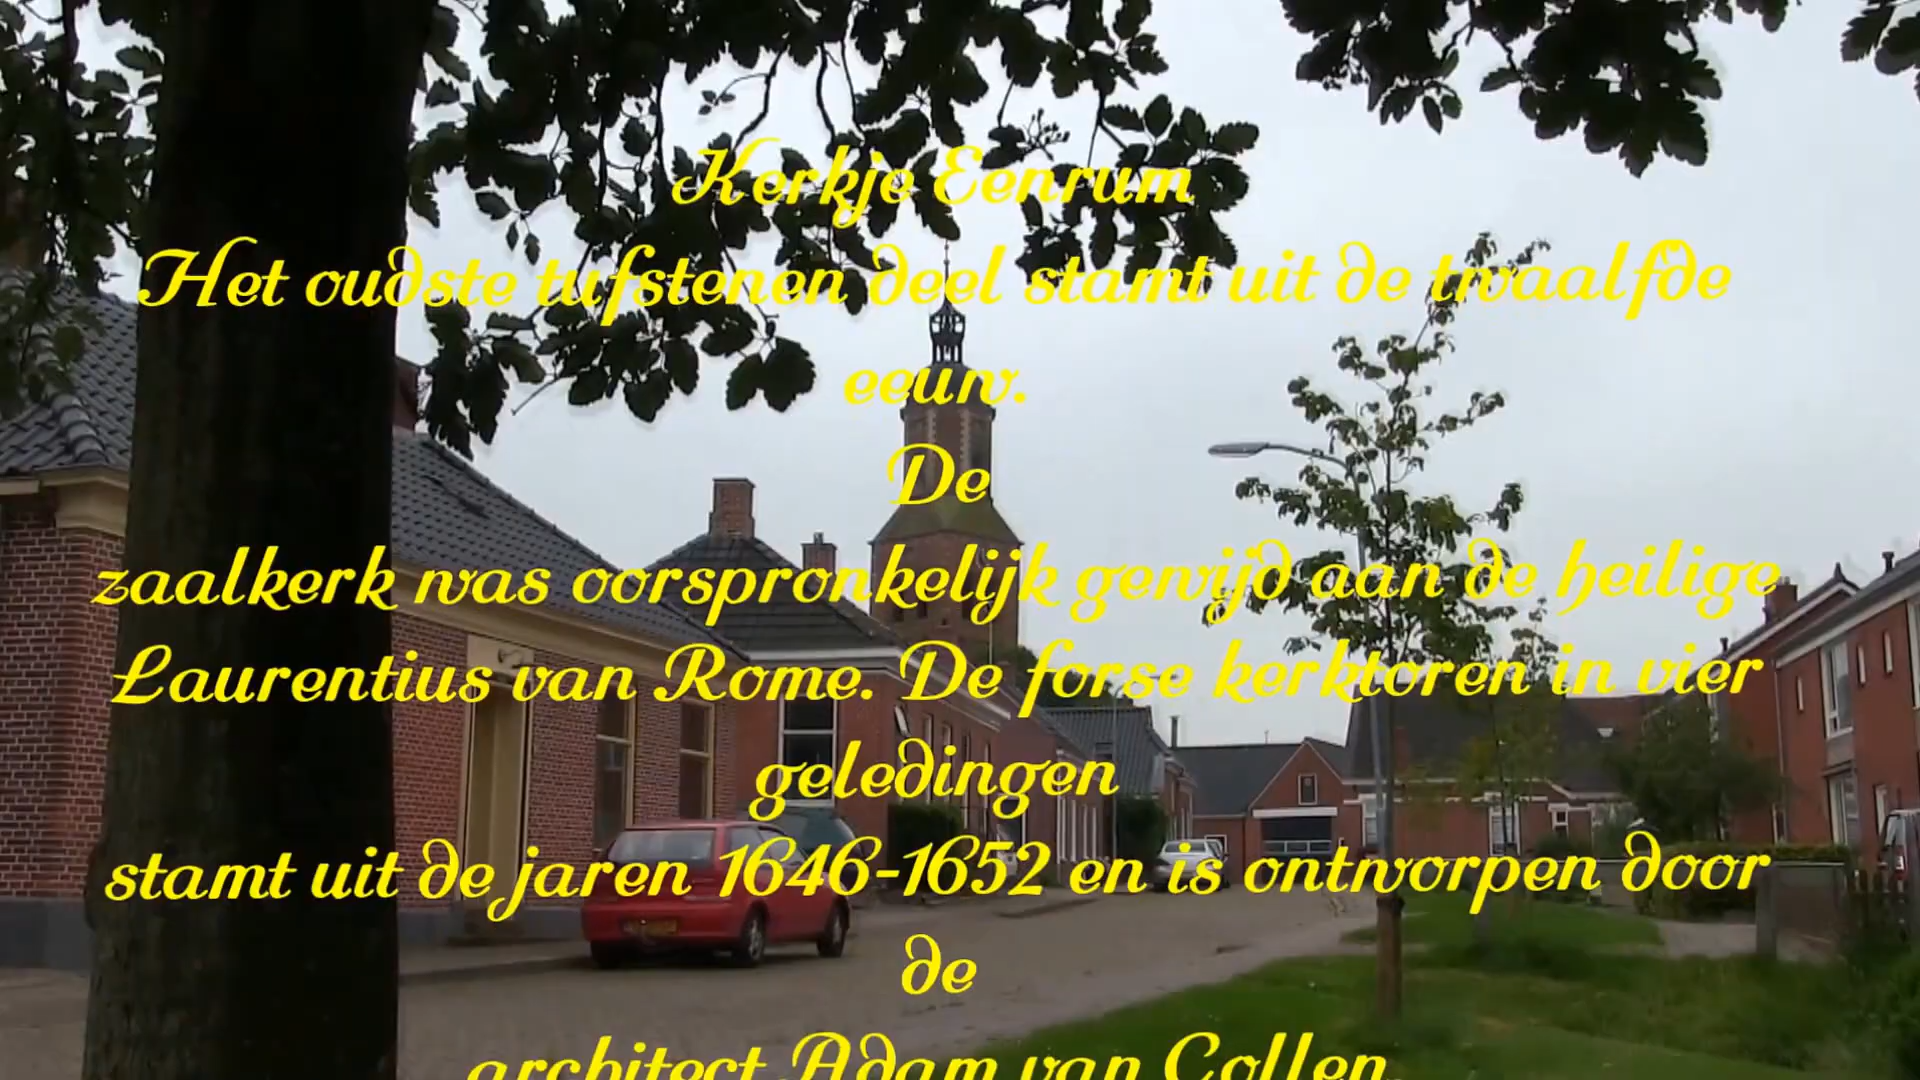 Kerkje Eenrum
Het oudste tufstenen deel stamt uit de twaalfde
eeuw.
De
zaalkerk was oorspronkelijk gewijd aan de heilige
Laurentius van Rome. De forse kerktoren in vier
geledingen
stamt uit de jaren 1646-1652 en is ontworpen door
de
architect Adam van Collen.